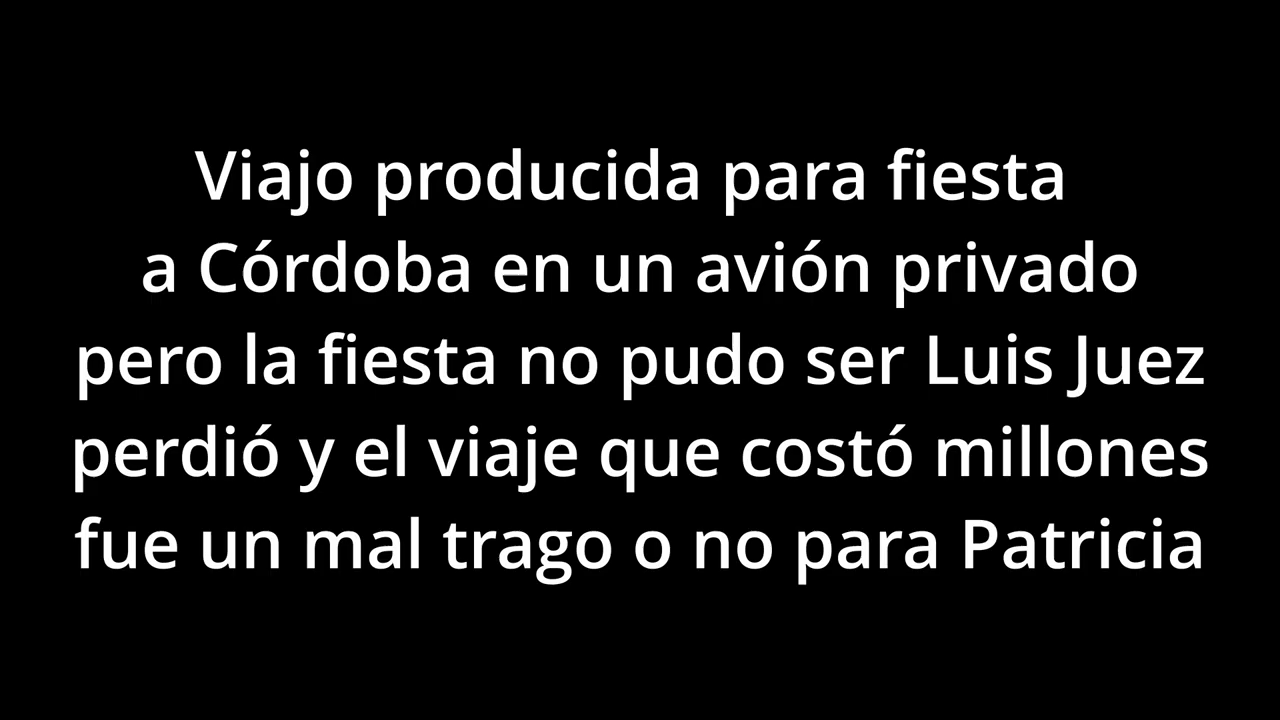 Viajo producida para fiesta
a Córdoba en un avión privado
pero la fiesta no pudo ser Luis Juez
perdió y el viaje que costó millones
fue un mal trago o no para Patricia